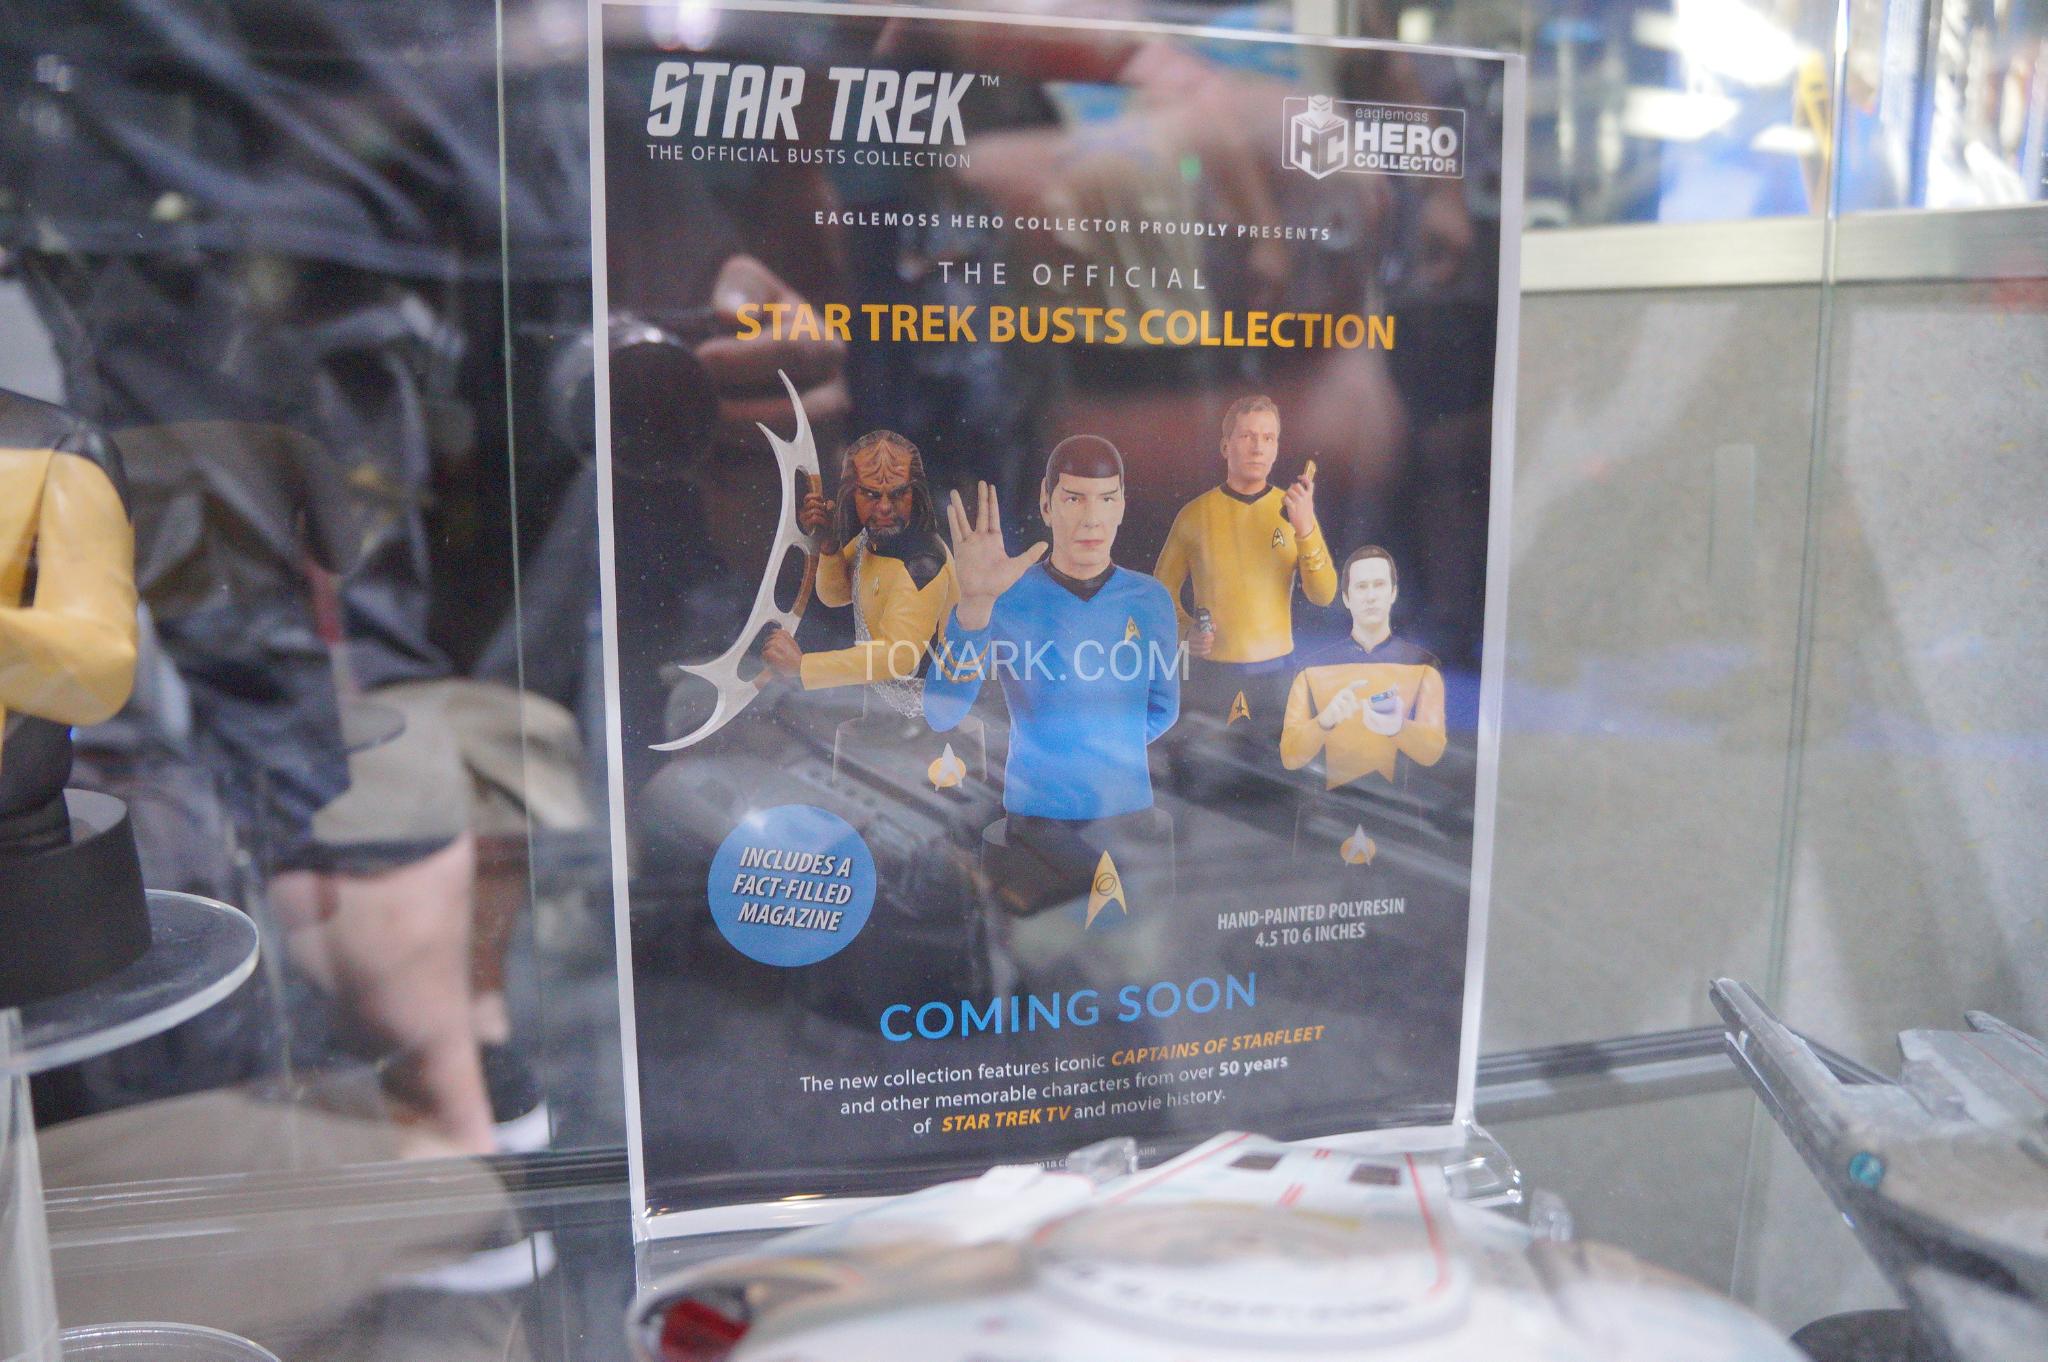 STAR TREK™
THE OFFICIAL BUSTS COLLECTION
eaglemoss
HERO
COLLECTOR
EAGLEMOSS HERO COLLECTOR PROUDLY PRESENTS
THE OFFICIAL
STAR TREK BUSTS COLLECTION
TOYARK.COM
INCLUDES A
FACT-FILLED
MAGAZINE
HAND-PAINTED POLYRESIN
4.5 TO 6 INCHES
COMING SOON
The new collection features iconic CAPTAINS OF STARFLEET
and other memorable characters from over 50 years
of STAR TREK TV and movie history.